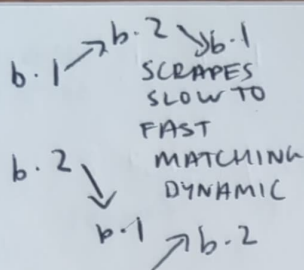 b.1 ↗ b.2 ↘ b.1
SCRAPES
SLOW TO
FAST
MATCHING
DYNAMIC
b.2 ↘ b.1 ↗ b.2